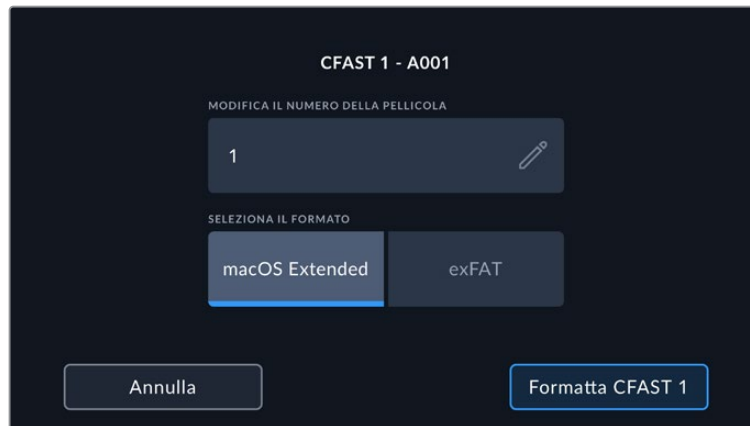 CFAST 1 - A001
MODIFICA IL NUMERO DELLA PELLICOLA
1
SELEZIONA IL FORMATO
macOS Extended
exFAT
Annulla
Formatta CFAST 1